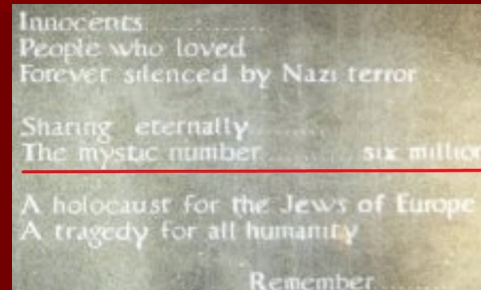 Innocents..............
People who loved
Forever silenced by Nazi terror...
Sharing eternally..........
The mystic number............ six million
A holocaust for the Jews of Europe
A tragedy for all humanity
Remember........